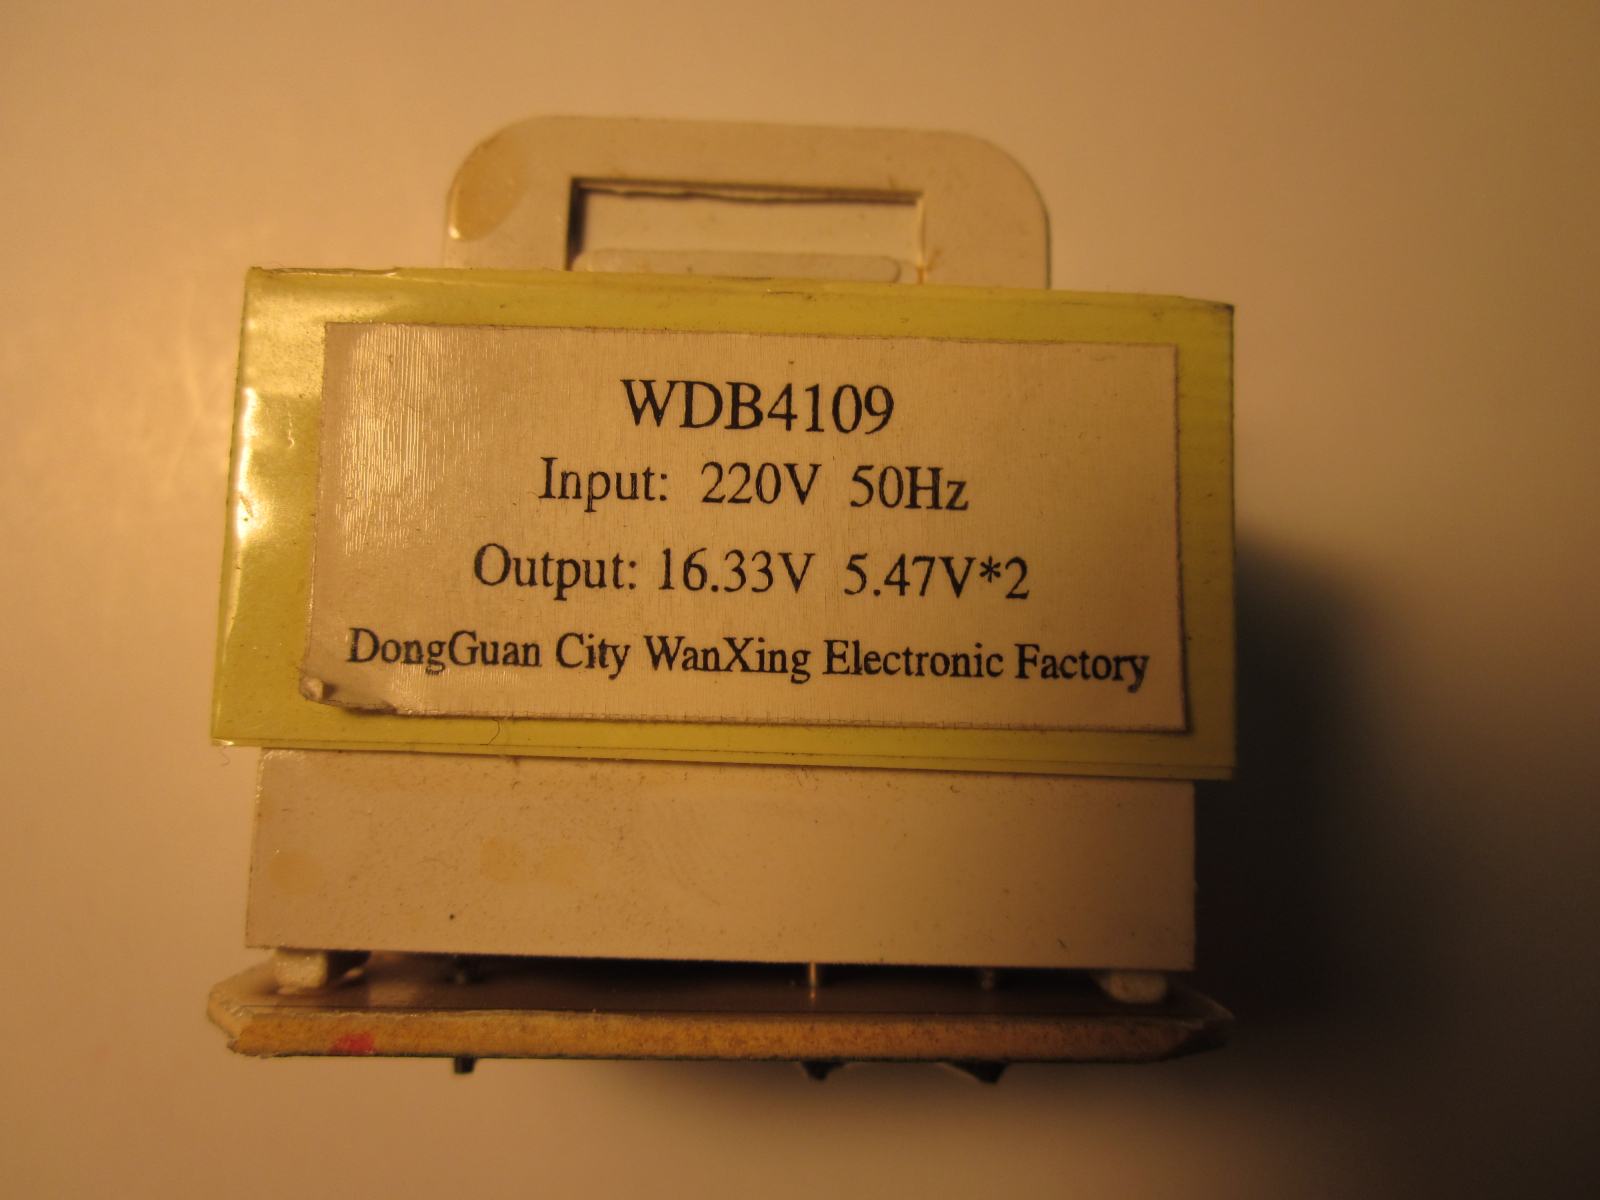 WDB4109
Input: 220V 50Hz
Output: 16.33V 5.47V*2
DongGuan City WanXing Electronic Factory